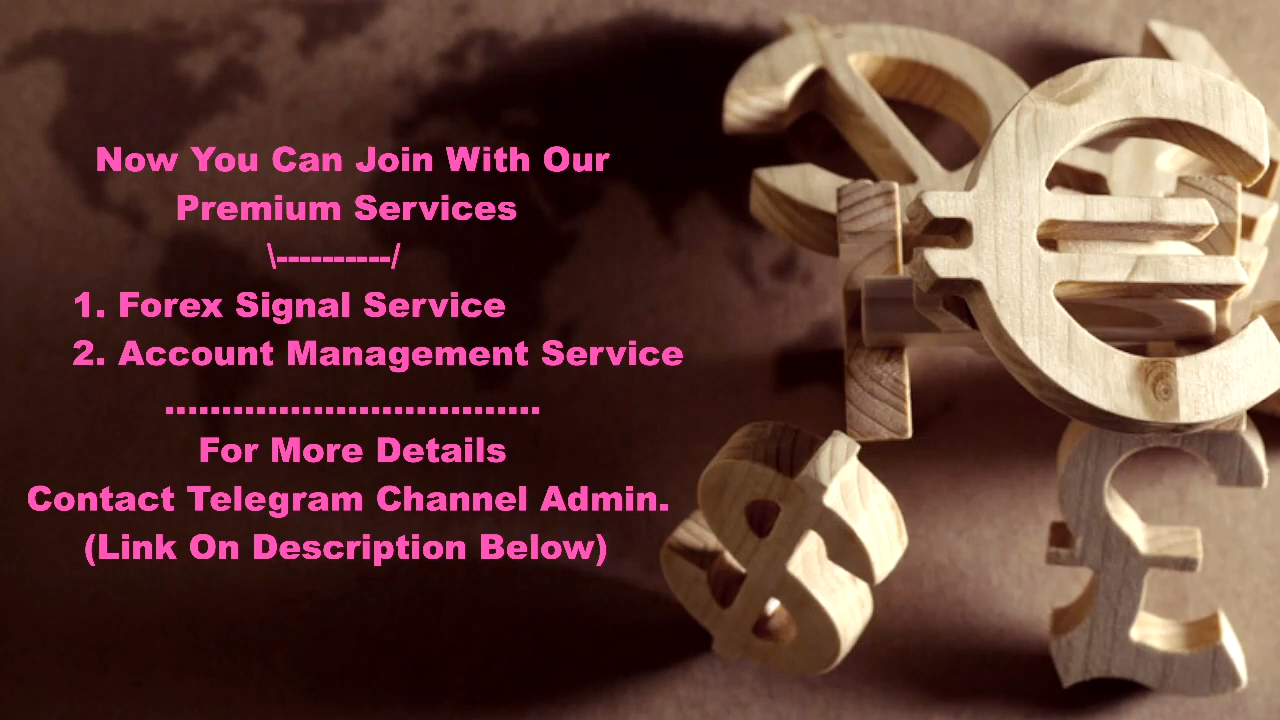 Now You Can Join With Our
Premium Services
\----------/
1. Forex Signal Service
2. Account Management Service
.................................
For More Details
Contact Telegram Channel Admin.
(Link On Description Below)